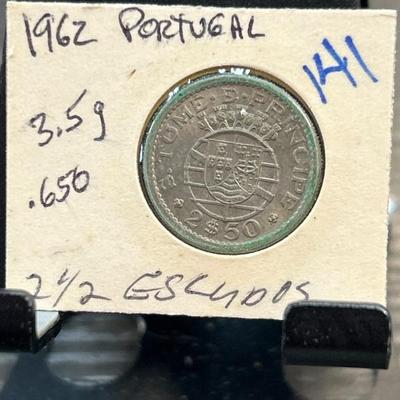 1962 PORTUGAL
141
3.5g
.650
S. TOMÉ·E·PRINCIPE
2$50
2 1/2 ESCUDOS